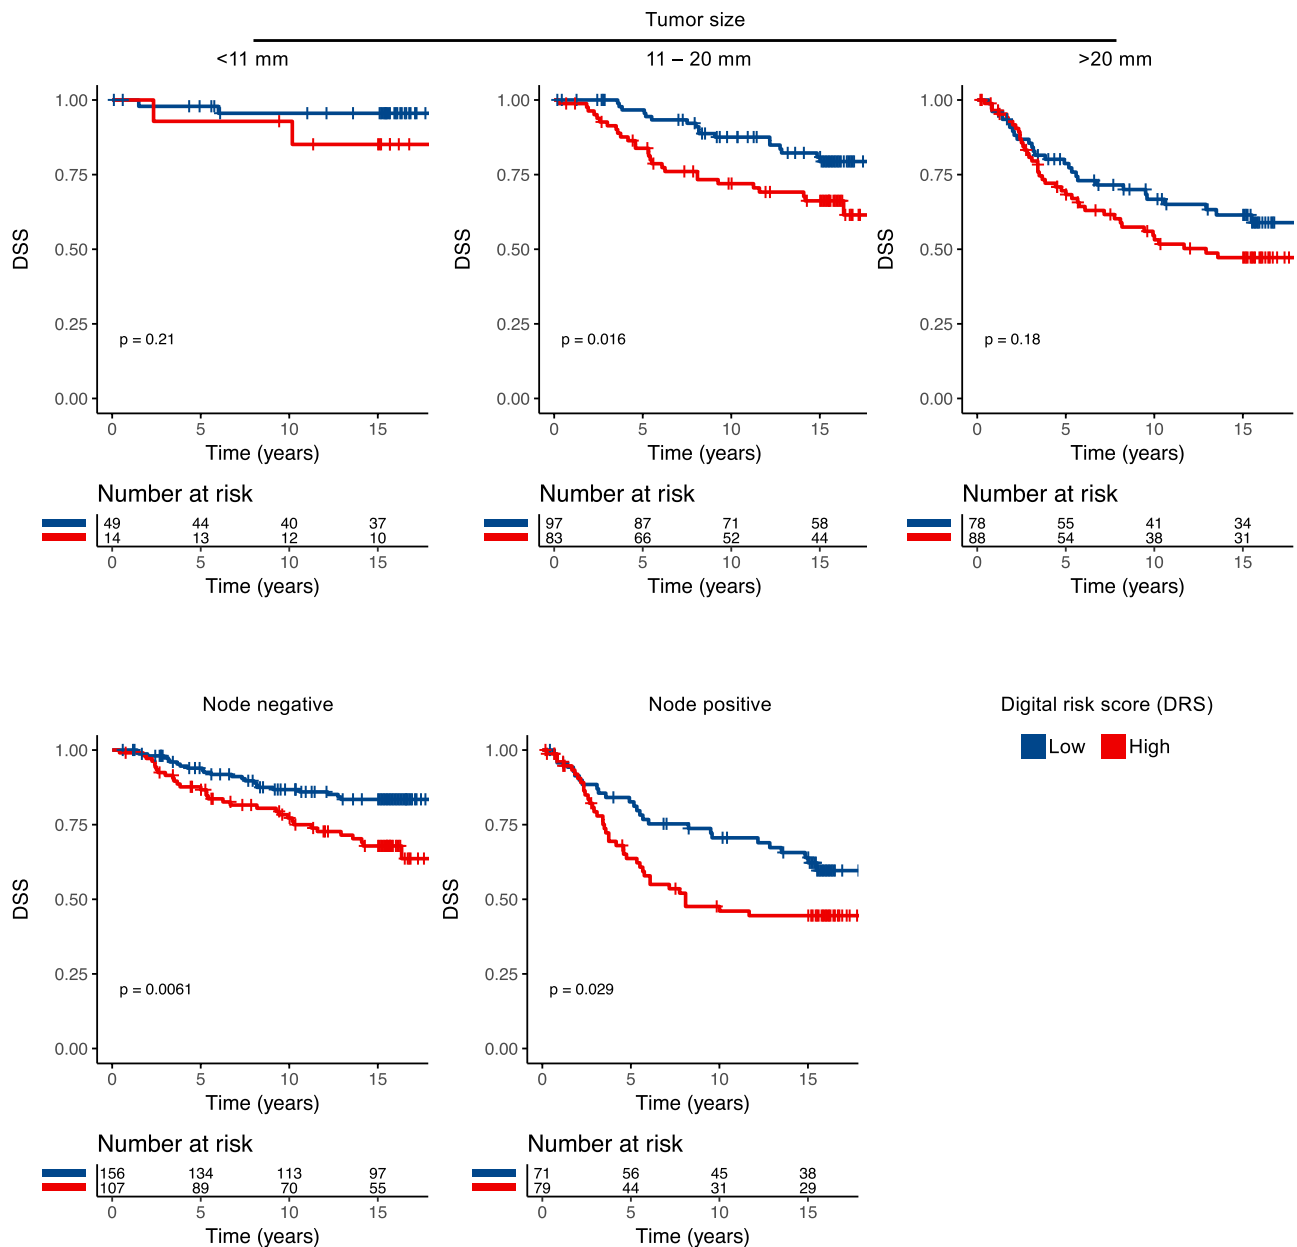 Tumor size
<11 mm
11 – 20 mm
>20 mm
1.00
0.75
0.50
0.25
0.00
DSS
p = 0.21
0 5 10 15
Time (years)
Number at risk
49 44 40 37
14 13 12 10
0 5 10 15
Time (years)
1.00
0.75
0.50
0.25
0.00
DSS
p = 0.016
0 5 10 15
Time (years)
Number at risk
97 87 71 58
83 66 52 44
0 5 10 15
Time (years)
1.00
0.75
0.50
0.25
0.00
DSS
p = 0.18
0 5 10 15
Time (years)
Number at risk
78 55 41 34
88 54 38 31
0 5 10 15
Time (years)
Node negative
1.00
0.75
0.50
0.25
0.00
DSS
p = 0.0061
0 5 10 15
Time (years)
Number at risk
156 134 113 97
107 89 70 55
0 5 10 15
Time (years)
Node positive
1.00
0.75
0.50
0.25
0.00
DSS
p = 0.029
0 5 10 15
Time (years)
Number at risk
71 56 45 38
79 44 31 29
0 5 10 15
Time (years)
Digital risk score (DRS)
Low High